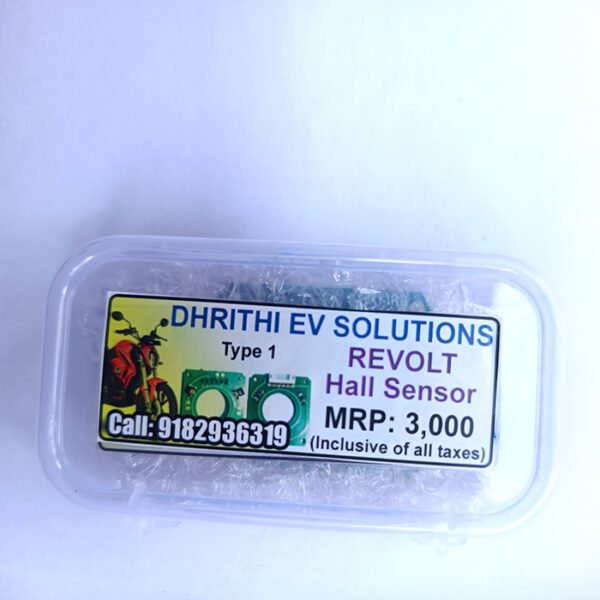 DHRITHI EV SOLUTIONS
Type 1
REVOLT
Hall Sensor
Call: 9182936319
MRP: 3,000
(Inclusive of all taxes)